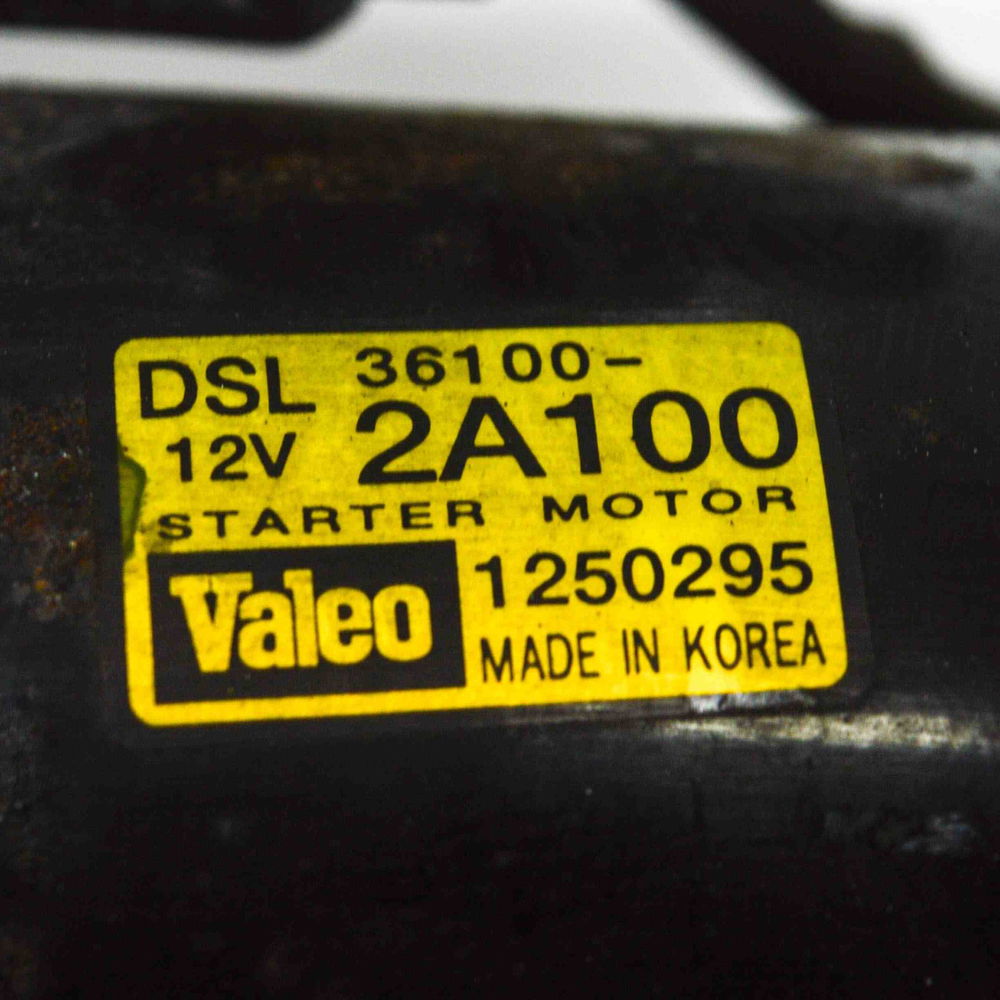 DSL 36100-
12V 2A100
STARTER MOTOR
Valeo 1250295
MADE IN KOREA